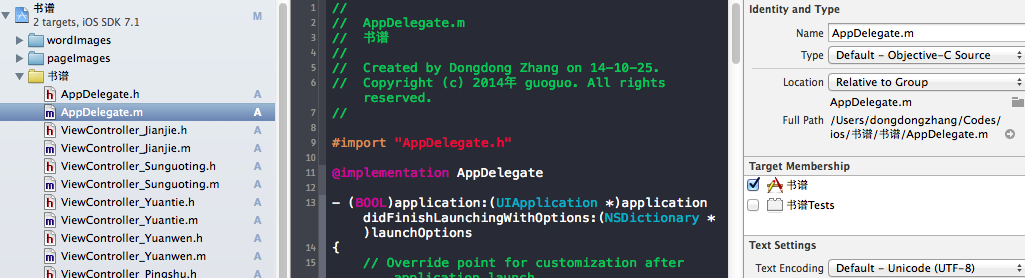 书谱
2 targets, iOS SDK 7.1
M
wordImages
pageImages
书谱
AppDelegate.h
A
AppDelegate.m
A
ViewController_Jianjie.h
A
ViewController_Jianjie.m
A
ViewController_Sunguoting.h
A
ViewController_Sunguoting.m
A
ViewController_Yuantie.h
A
ViewController_Yuantie.m
A
ViewController_Yuanwen.h
A
ViewController_Yuanwen.m
A
ViewController_Pingshu.h
A
1 //
2 // AppDelegate.m
3 // 书谱
4 //
5 // Created by Dongdong Zhang on 14-10-25.
6 // Copyright (c) 2014年 guoguo. All rights
reserved.
7 //
8
9 #import "AppDelegate.h"
10
11 @implementation AppDelegate
12
13 - (BOOL)application:(UIApplication *)application
didFinishLaunchingWithOptions:(NSDictionary *
)launchOptions
14 {
15 // Override point for customization after
application launch
Identity and Type
Name AppDelegate.m
Type Default - Objective-C Source
Location Relative to Group
AppDelegate.m
Full Path /Users/dongdongzhang/Codes/
ios/书谱/书谱/AppDelegate.m
Target Membership
书谱
书谱Tests
Text Settings
Text Encoding Default - Unicode (UTF-8)